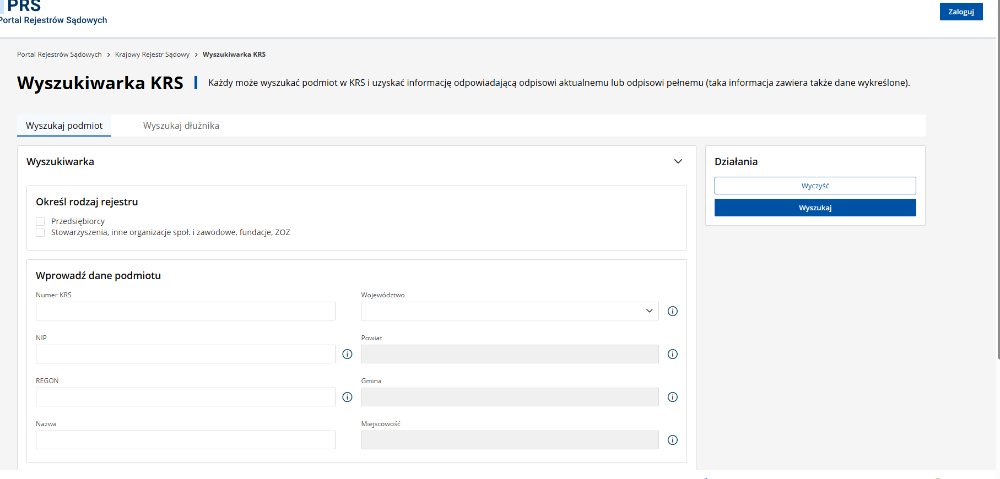 PRS
Portal Rejestrów Sądowych
Zaloguj
Portal Rejestrów Sądowych > Krajowy Rejestr Sądowy > Wyszukiwarka KRS
Wyszukiwarka KRS
Każdy może wyszukać podmiot w KRS i uzyskać informację odpowiadającą odpisowi aktualnemu lub odpisowi pełnemu (taka informacja zawiera także dane wykreślone).
Wyszukaj podmiot
Wyszukaj dłużnika
Wyszukiwarka
Określ rodzaj rejestru
Przedsiębiorcy
Stowarzyszenia, inne organizacje społ. i zawodowe, fundacje, ZOZ
Wprowadź dane podmiotu
Numer KRS
Województwo
NIP
Powiat
REGON
Gmina
Nazwa
Miejscowość
Działania
Wyczyść
Wyszukaj